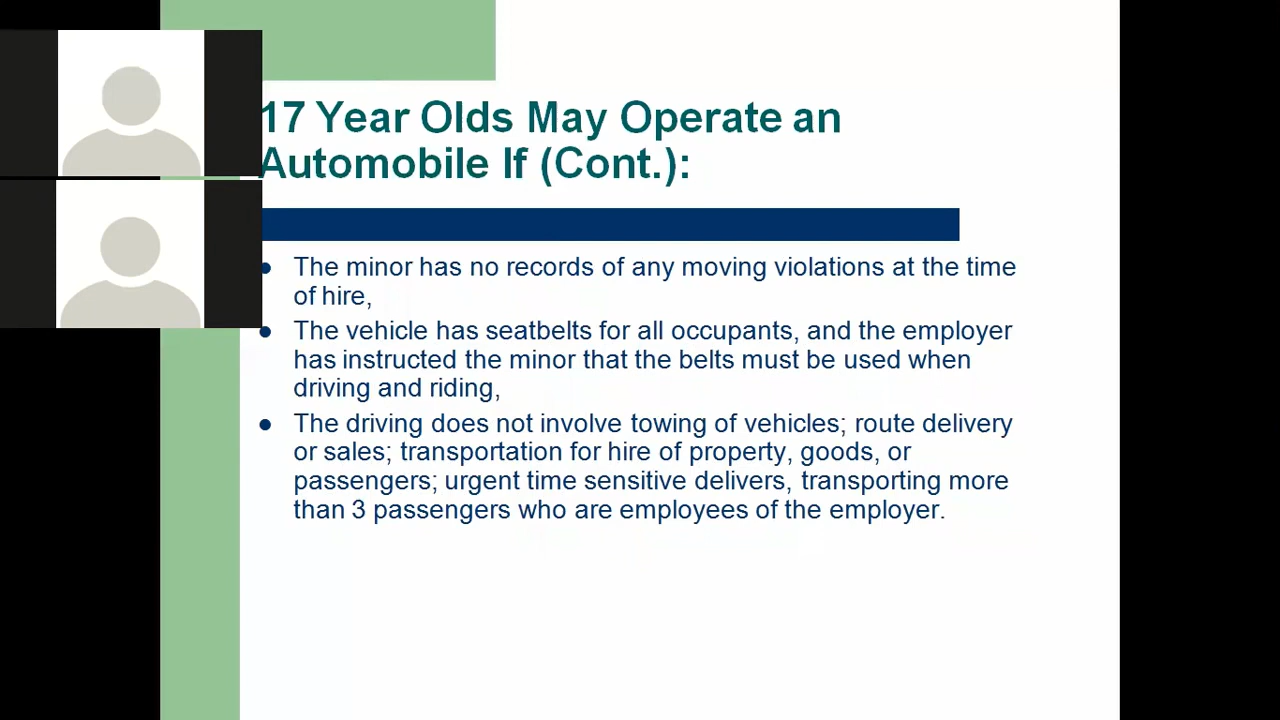 17 Year Olds May Operate an
Automobile If (Cont.):
● The minor has no records of any moving violations at the time
of hire,
● The vehicle has seatbelts for all occupants, and the employer
has instructed the minor that the belts must be used when
driving and riding,
● The driving does not involve towing of vehicles; route delivery
or sales; transportation for hire of property, goods, or
passengers; urgent time sensitive delivers, transporting more
than 3 passengers who are employees of the employer.